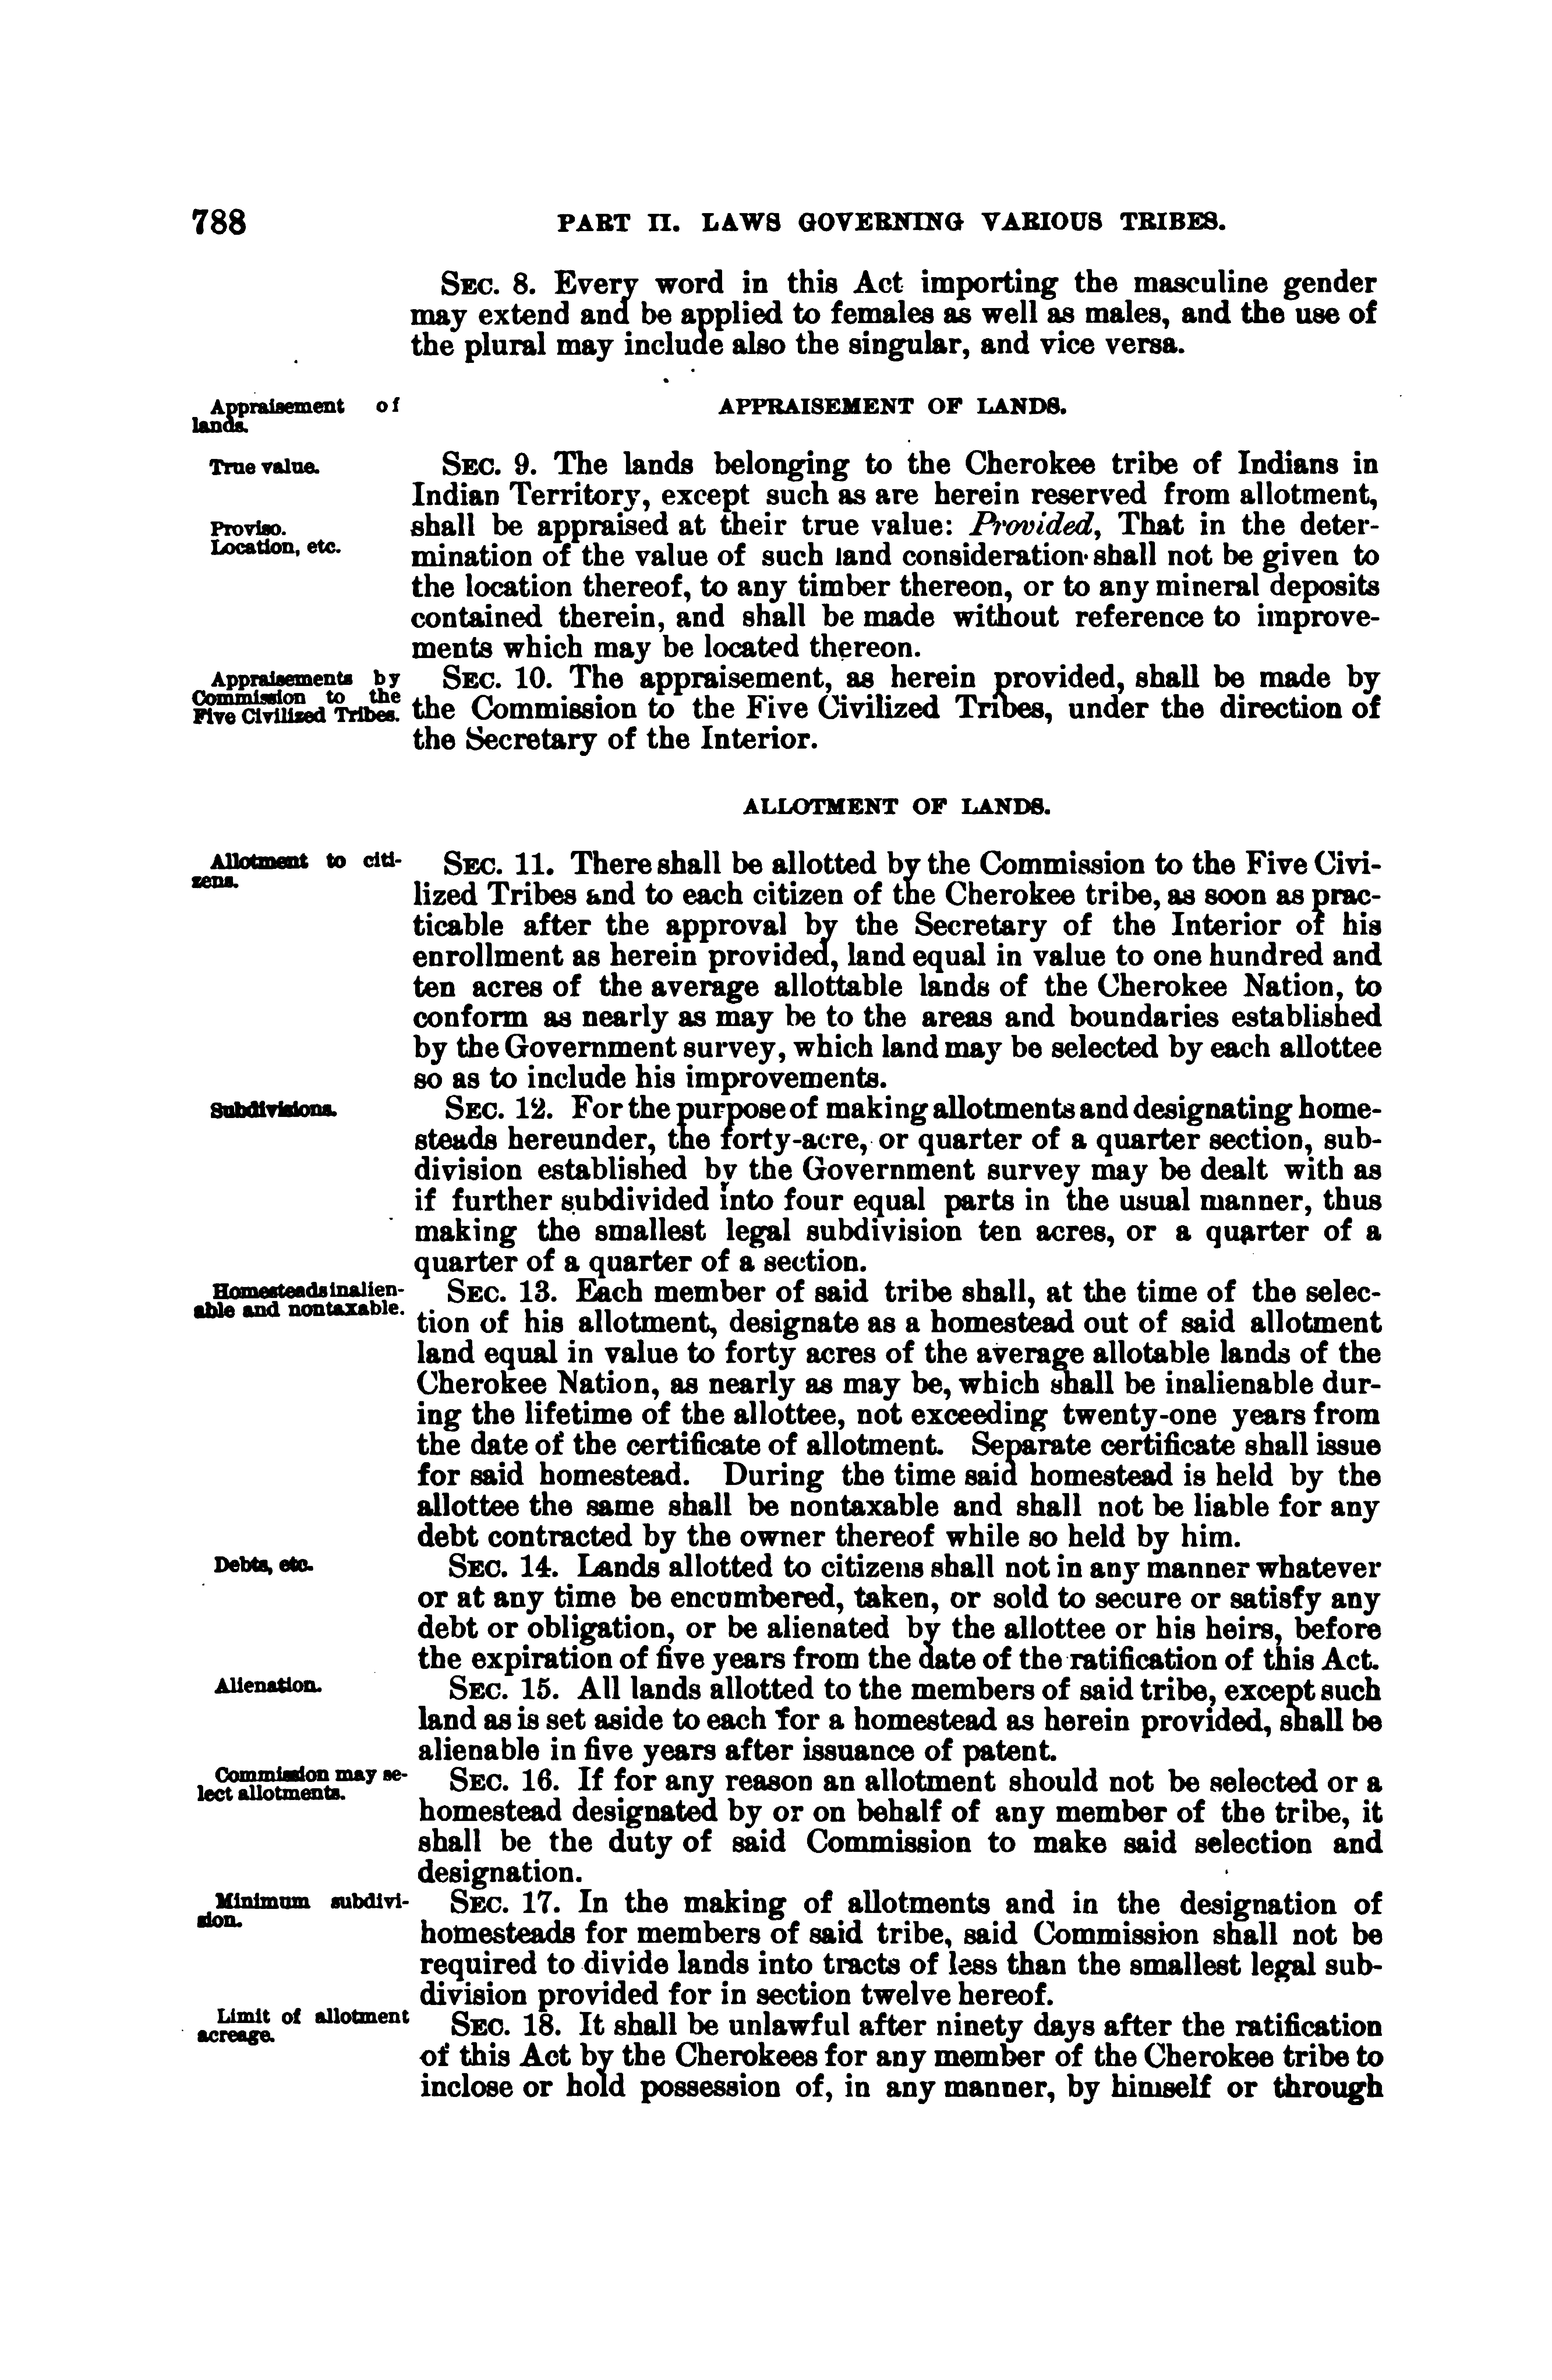 788
PART II. LAWS GOVERNING VARIOUS TRIBES.
SEC. 8. Every word in this Act importing the masculine gender
may extend and be applied to females as well as males, and the use of
the plural may include also the singular, and vice versa.
Appraisement of
lands.
APPRAISEMENT OF LANDS.
True value.
SEC. 9. The lands belonging to the Cherokee tribe of Indians in
Indian Territory, except such as are herein reserved from allotment,
Proviso.
Location, etc.
shall be appraised at their true value: Provided, That in the deter-
mination of the value of such land consideration shall not be given to
the location thereof, to any timber thereon, or to any mineral deposits
contained therein, and shall be made without reference to improve-
ments which may be located thereon.
Appraisements by
Commission to the
Five Civilized Tribes.
SEC. 10. The appraisement, as herein provided, shall be made by
the Commission to the Five Civilized Tribes, under the direction of
the Secretary of the Interior.
ALLOTMENT OF LANDS.
Allotment to citi-
zens.
SEC. 11. There shall be allotted by the Commission to the Five Civi-
lized Tribes and to each citizen of the Cherokee tribe, as soon as prac-
ticable after the approval by the Secretary of the Interior of his
enrollment as herein provided, land equal in value to one hundred and
ten acres of the average allottable lands of the Cherokee Nation, to
conform as nearly as may be to the areas and boundaries established
by the Government survey, which land may be selected by each allottee
so as to include his improvements.
Subdivisions.
SEC. 12. For the purpose of making allotments and designating home-
steads hereunder, the forty-acre, or quarter of a quarter section, sub-
division established by the Government survey may be dealt with as
if further subdivided into four equal parts in the usual manner, thus
making the smallest legal subdivision ten acres, or a quarter of a
quarter of a quarter of a section.
Homesteads inalien-
able and nontaxable.
SEC. 13. Each member of said tribe shall, at the time of the selec-
tion of his allotment, designate as a homestead out of said allotment
land equal in value to forty acres of the average allotable lands of the
Cherokee Nation, as nearly as may be, which shall be inalienable dur-
ing the lifetime of the allottee, not exceeding twenty-one years from
the date of the certificate of allotment. Separate certificate shall issue
for said homestead. During the time said homestead is held by the
allottee the same shall be nontaxable and shall not be liable for any
debt contracted by the owner thereof while so held by him.
Debts, etc.
SEC. 14. Lands allotted to citizens shall not in any manner whatever
or at any time be encumbered, taken, or sold to secure or satisfy any
debt or obligation, or be alienated by the allottee or his heirs, before
the expiration of five years from the date of the ratification of this Act.
Alienation.
SEC. 15. All lands allotted to the members of said tribe, except such
land as is set aside to each for a homestead as herein provided, shall be
alienable in five years after issuance of patent.
Commission may se-
lect allotments.
SEC. 16. If for any reason an allotment should not be selected or a
homestead designated by or on behalf of any member of the tribe, it
shall be the duty of said Commission to make said selection and
designation.
Minimum subdivi-
sion.
SEC. 17. In the making of allotments and in the designation of
homesteads for members of said tribe, said Commission shall not be
required to divide lands into tracts of less than the smallest legal sub-
division provided for in section twelve hereof.
Limit of allotment
acreage.
SEC. 18. It shall be unlawful after ninety days after the ratification
of this Act by the Cherokees for any member of the Cherokee tribe to
inclose or hold possession of, in any manner, by himself or through